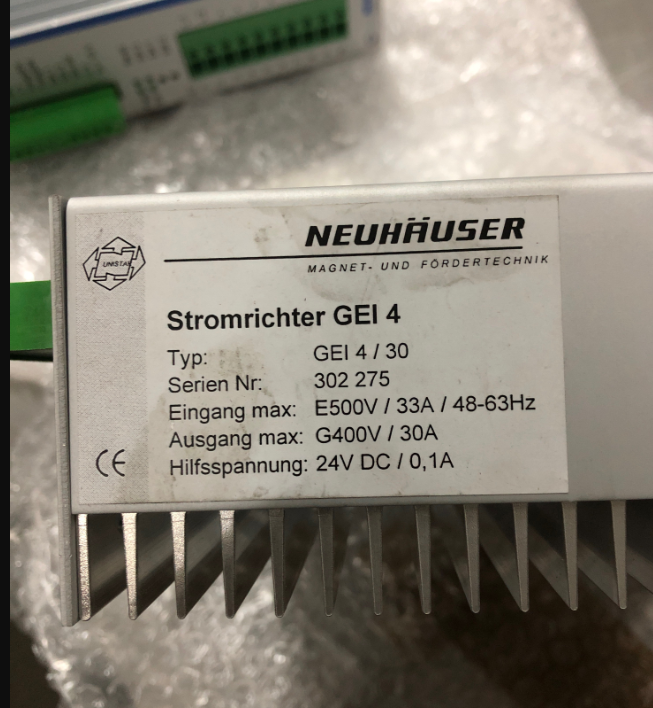 NEUHÄUSER
MAGNET- UND FÖRDERTECHNIK
UNISTAR
Stromrichter GEI 4
Typ: GEI 4 / 30
Serien Nr: 302 275
Eingang max: E500V / 33A / 48-63Hz
Ausgang max: G400V / 30A
Hilfsspannung: 24V DC / 0,1A
CE